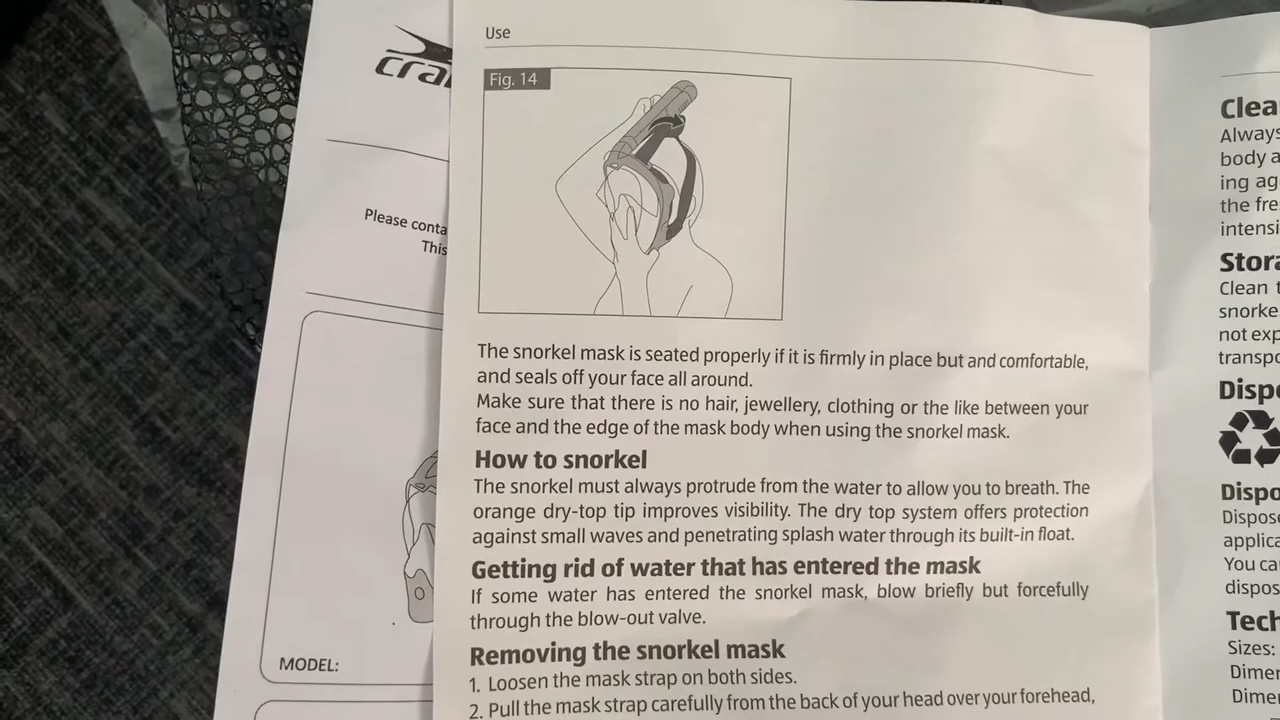 Use
Fig. 14
The snorkel mask is seated properly if it is firmly in place but and comfortable,
and seals off your face all around.
Make sure that there is no hair, jewellery, clothing or the like between your
face and the edge of the mask body when using the snorkel mask.
How to snorkel
The snorkel must always protrude from the water to allow you to breath. The
orange dry-top tip improves visibility. The dry top system offers protection
against small waves and penetrating splash water through its built-in float.
Getting rid of water that has entered the mask
If some water has entered the snorkel mask, blow briefly but forcefully
through the blow-out valve.
Removing the snorkel mask
1. Loosen the mask strap on both sides.
2. Pull the mask strap carefully from the back of your head over your forehead,
Please
This
MODEL:
Always
body
the
Clean
not
Dispose
You
Sizes: